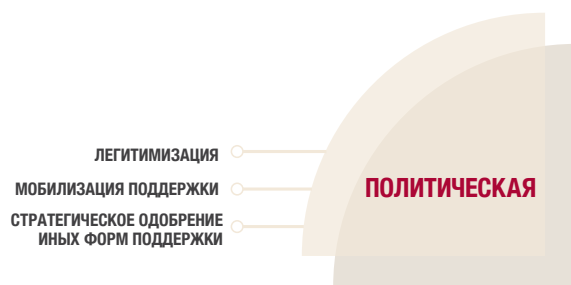 ЛЕГИТИМИЗАЦИЯ
МОБИЛИЗАЦИЯ ПОДДЕРЖКИ
СТРАТЕГИЧЕСКОЕ ОДОБРЕНИЕ
ИНЫХ ФОРМ ПОДДЕРЖКИ
ПОЛИТИЧЕСКАЯ